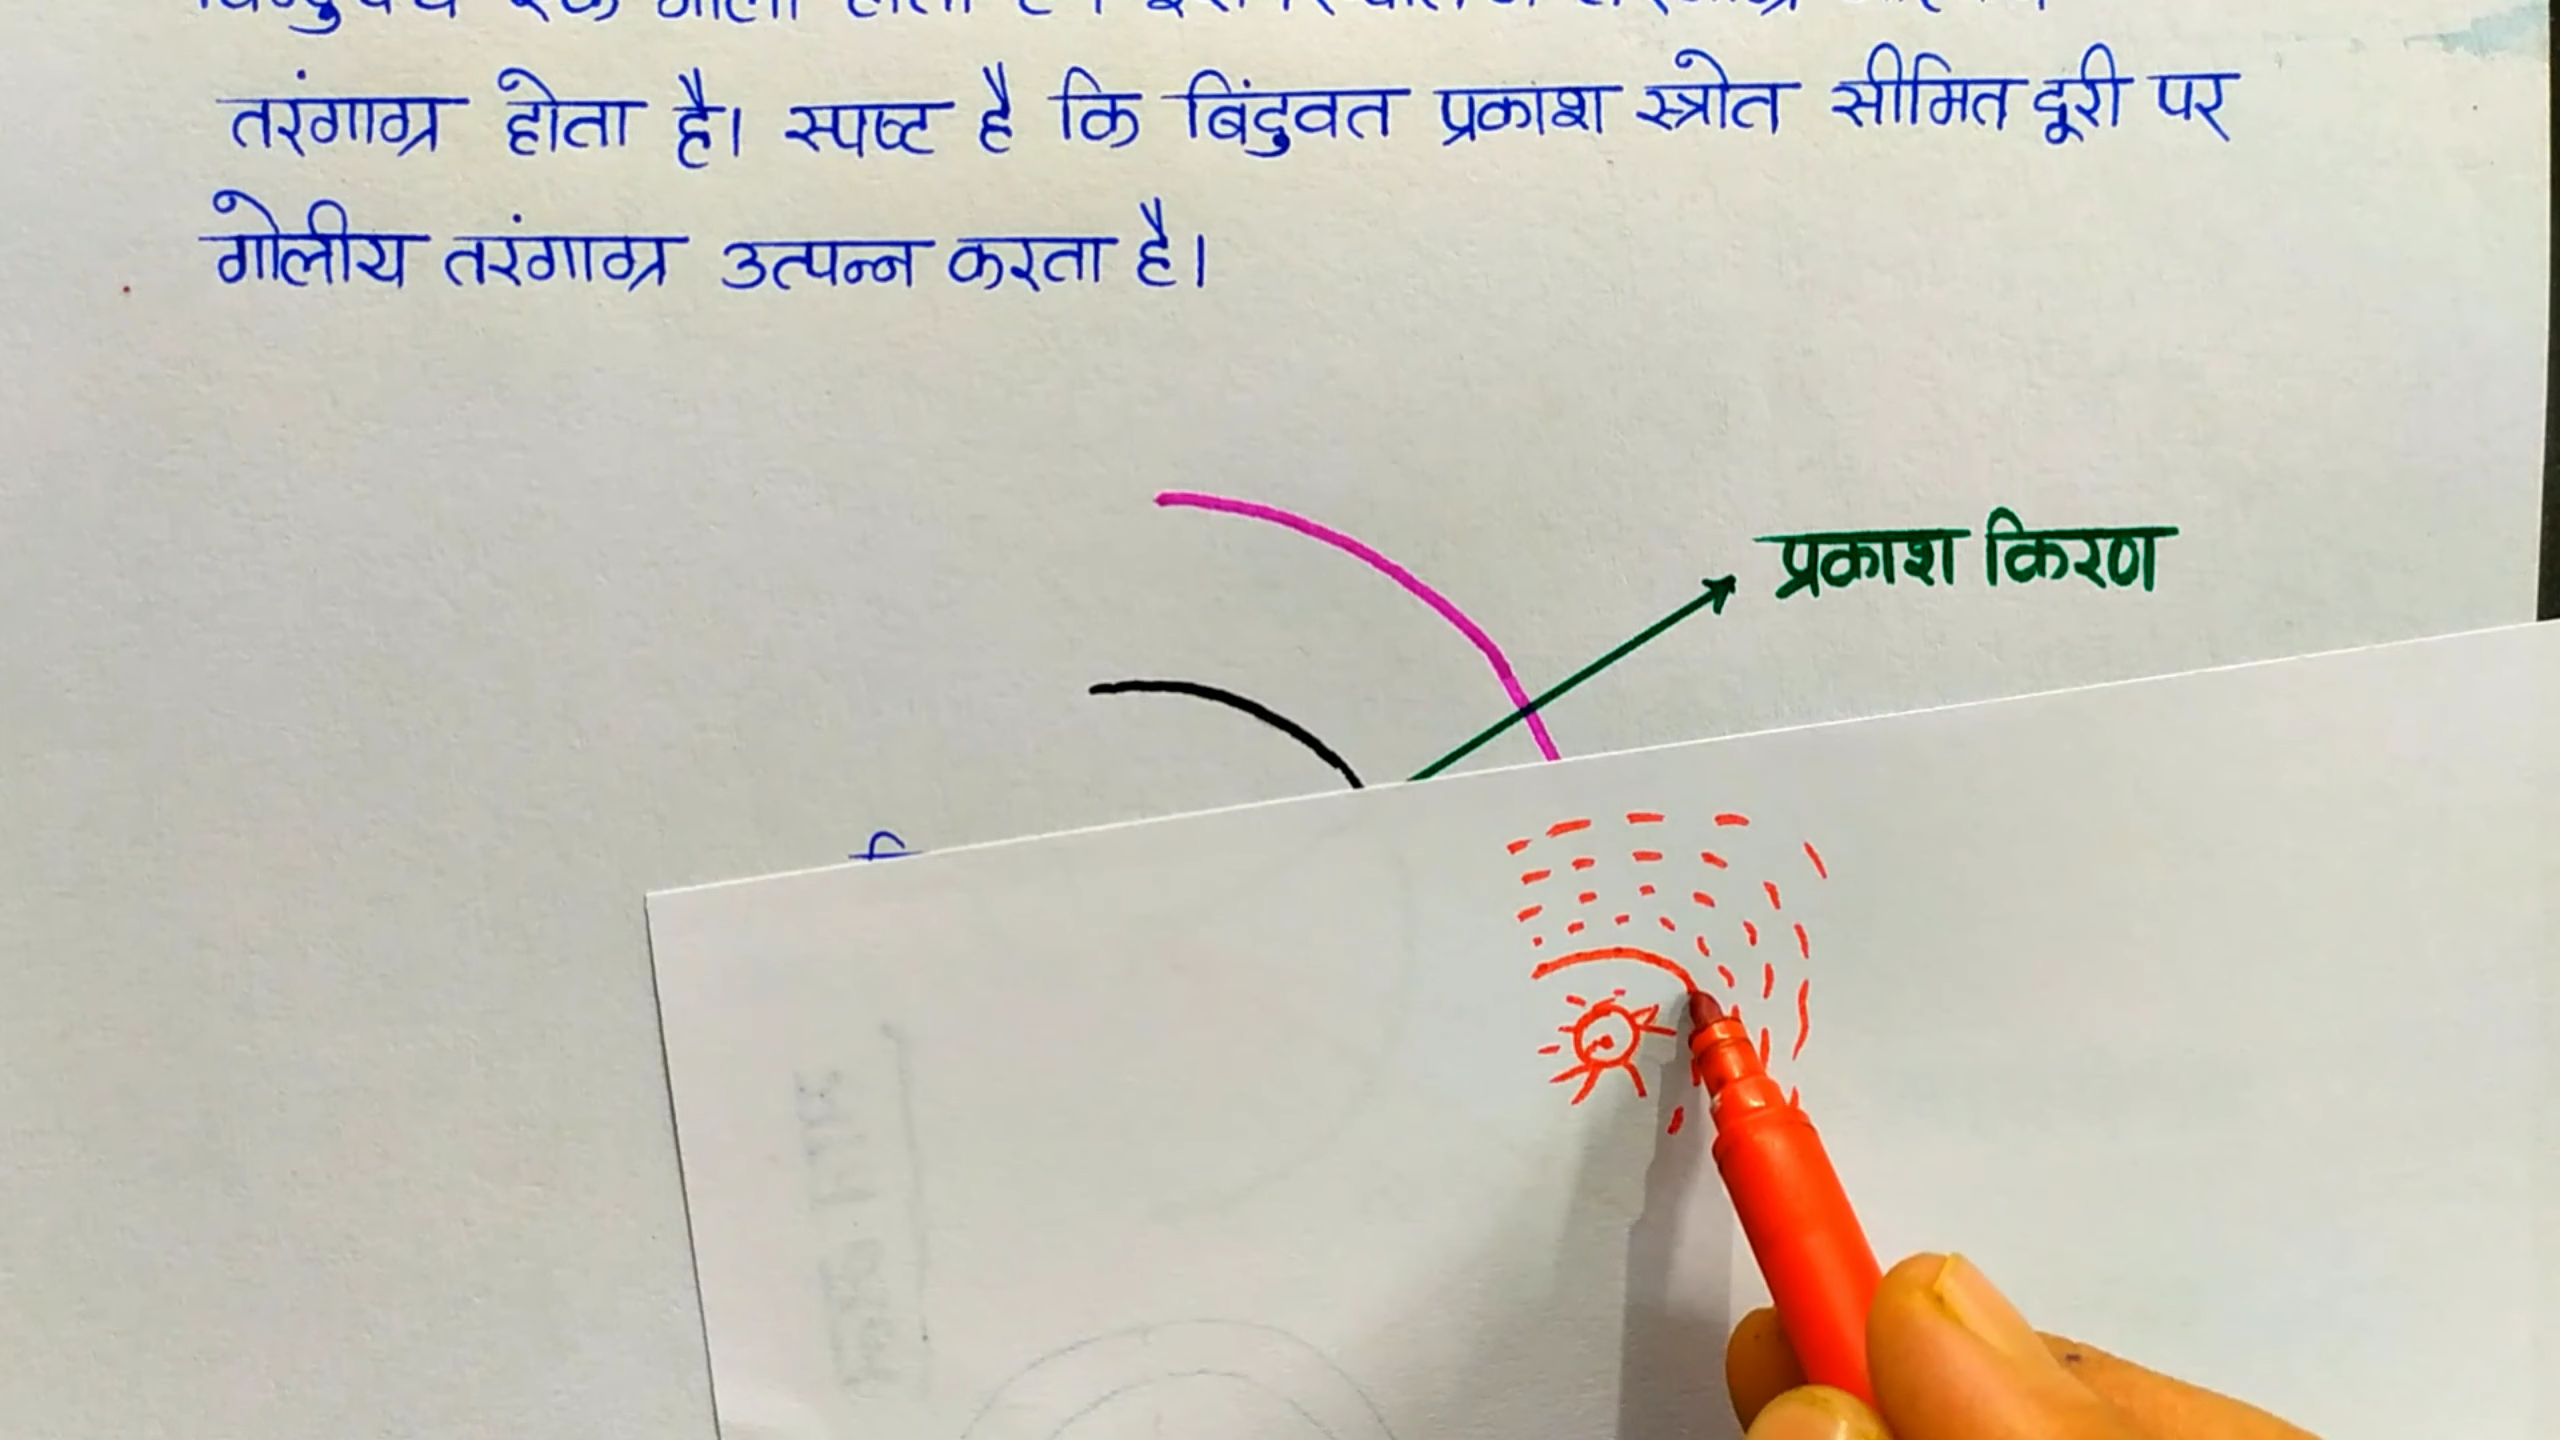 तरंगाग्र होता है। स्पष्ट है कि बिंदुवत प्रकाश स्त्रोत सीमित दूरी पर
गोलीय तरंगाग्र उत्पन्न करता है।
प्रकाश किरण